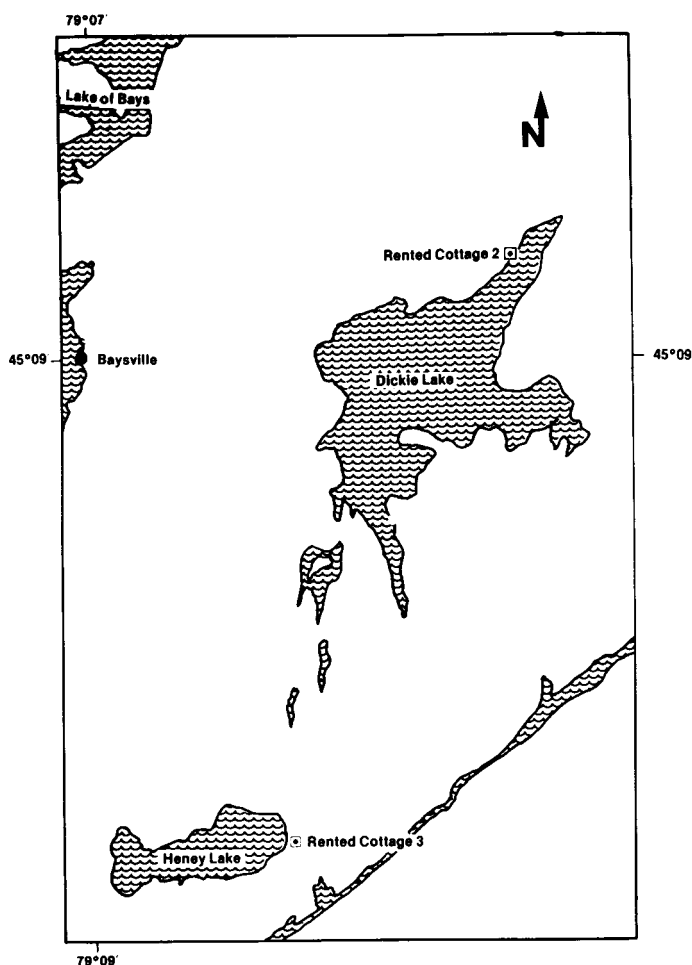 79°07'
Lake of Bays
N
Rented Cottage 2
45°09
Baysville
45°09
Dickie Lake
Rented Cottage 3
Heney Lake
79°09'